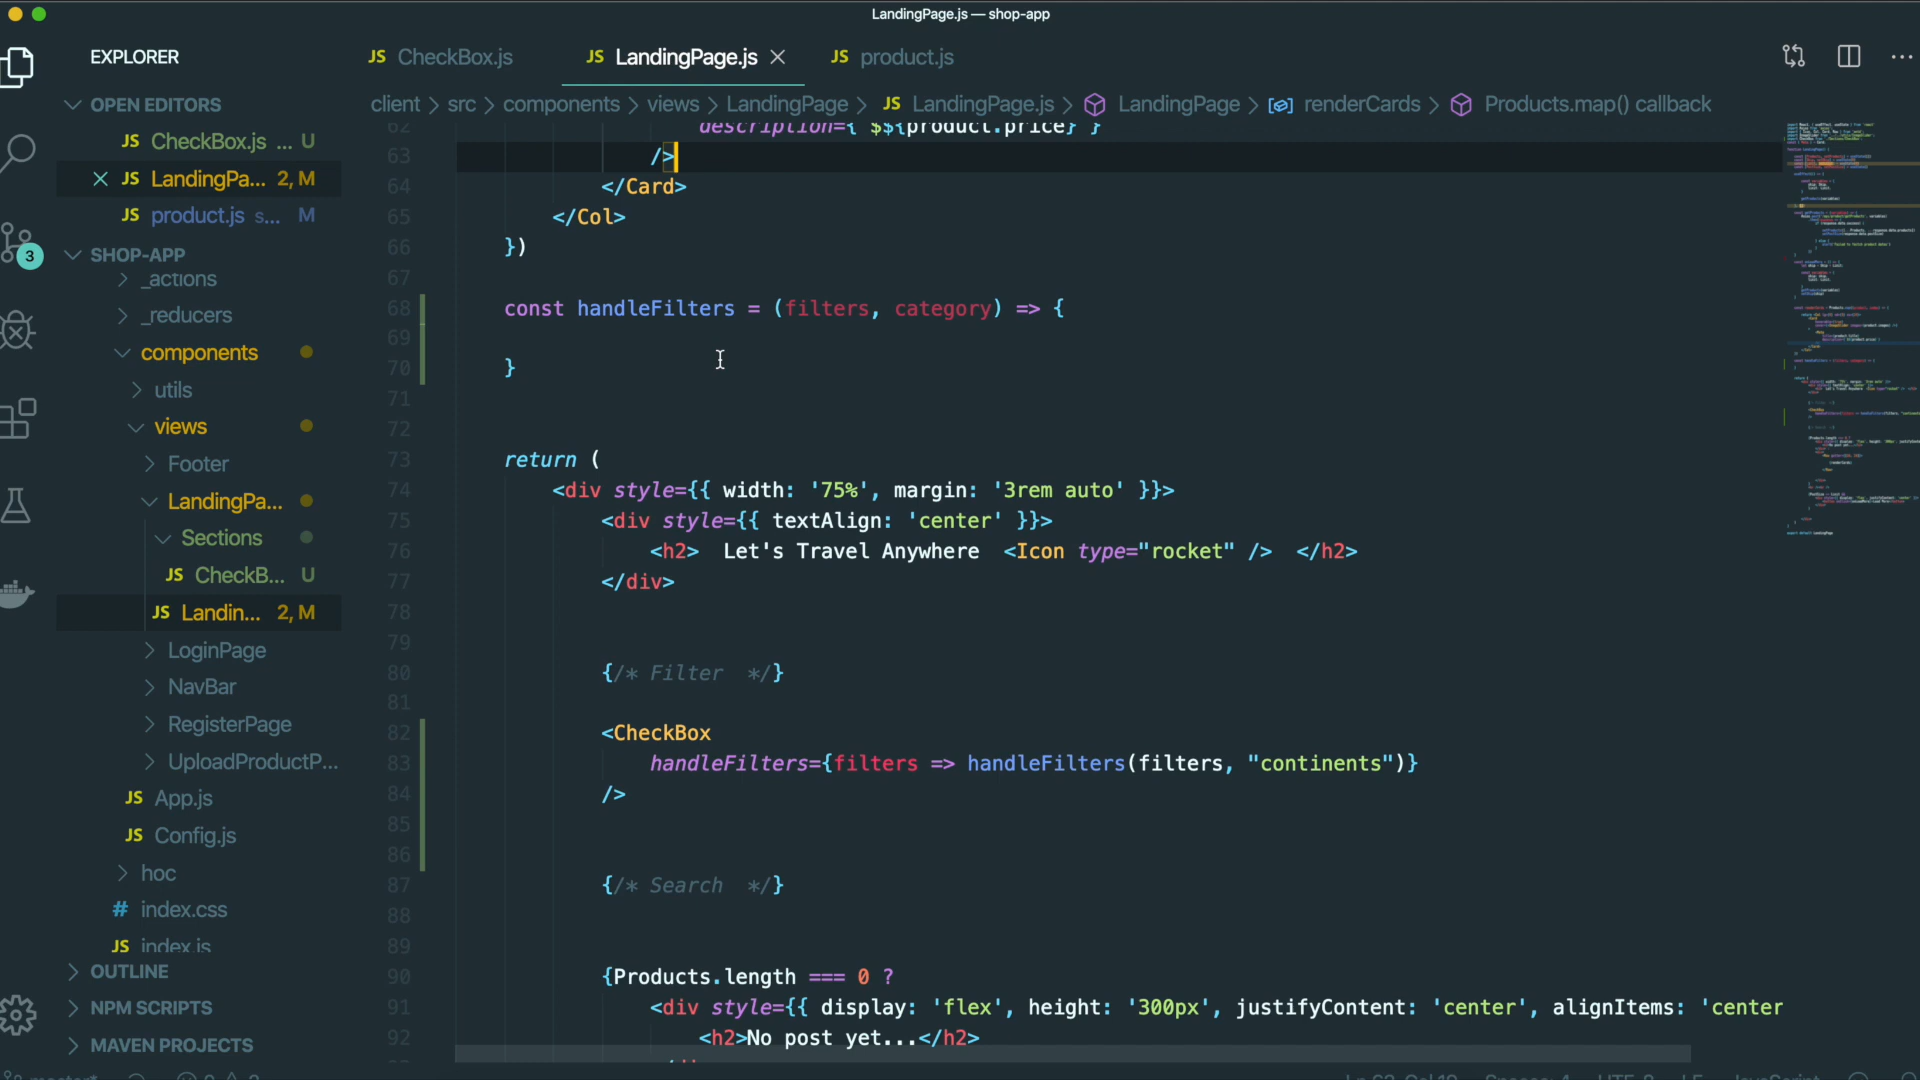 LandingPage.js — shop-app
EXPLORER
JS CheckBox.js
JS LandingPage.js
JS product.js
client > src > components > views > LandingPage > JS LandingPage.js > LandingPage > renderCards > Products.map() callback
OPEN EDITORS
JS CheckBox.js ... U
JS LandingPa... 2, M
JS product.js s... M
3
SHOP-APP
_actions
_reducers
components
utils
views
Footer
LandingPa...
Sections
JS CheckB... U
JS Landin... 2, M
LoginPage
NavBar
RegisterPage
UploadProductP...
JS App.js
JS Config.js
hoc
# index.css
JS index.js
OUTLINE
NPM SCRIPTS
MAVEN PROJECTS
62 description={`$${product.price}`}
63 />
64 </Card>
65 </Col>
66 })
67
68 const handleFilters = (filters, category) => {
69
70 }
71
72
73 return (
74 <div style={{ width: '75%', margin: '3rem auto' }}>
75 <div style={{ textAlign: 'center' }}>
76 <h2> Let's Travel Anywhere <Icon type="rocket" /> </h2>
77 </div>
78
79
80 {/* Filter */}
81
82 <CheckBox
83 handleFilters={filters => handleFilters(filters, "continents")}
84 />
85
86
87 {/* Search */}
88
89
90 {Products.length === 0 ?
91 <div style={{ display: 'flex', height: '300px', justifyContent: 'center', alignItems: 'center
92 <h2>No post yet...</h2>